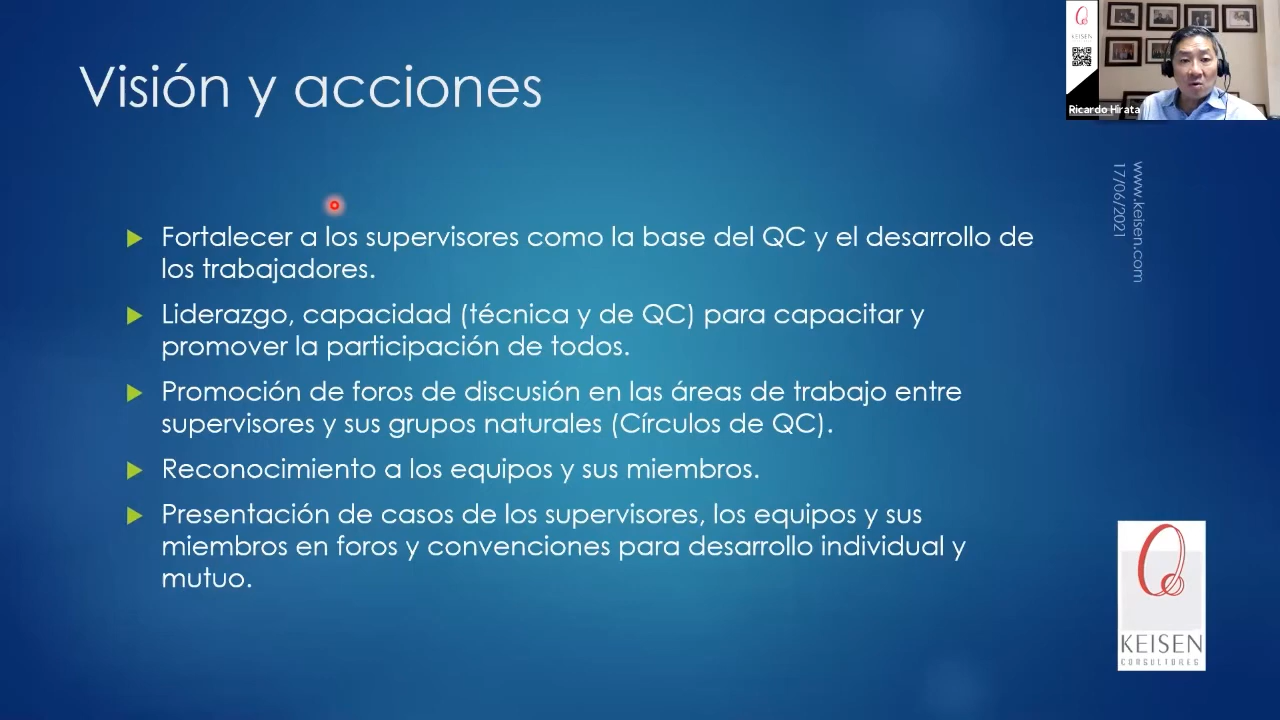 Visión y acciones
Fortalecer a los supervisores como la base del QC y el desarrollo de
los trabajadores.
Liderazgo, capacidad (técnica y de QC) para capacitar y
promover la participación de todos.
Promoción de foros de discusión en las áreas de trabajo entre
supervisores y sus grupos naturales (Círculos de QC).
Reconocimiento a los equipos y sus miembros.
Presentación de casos de los supervisores, los equipos y sus
miembros en foros y convenciones para desarrollo individual y
mutuo.
KEISEN
Ricardo Hirata
www.keisen.com
17/06/2021
KEISEN
CONSULTORES